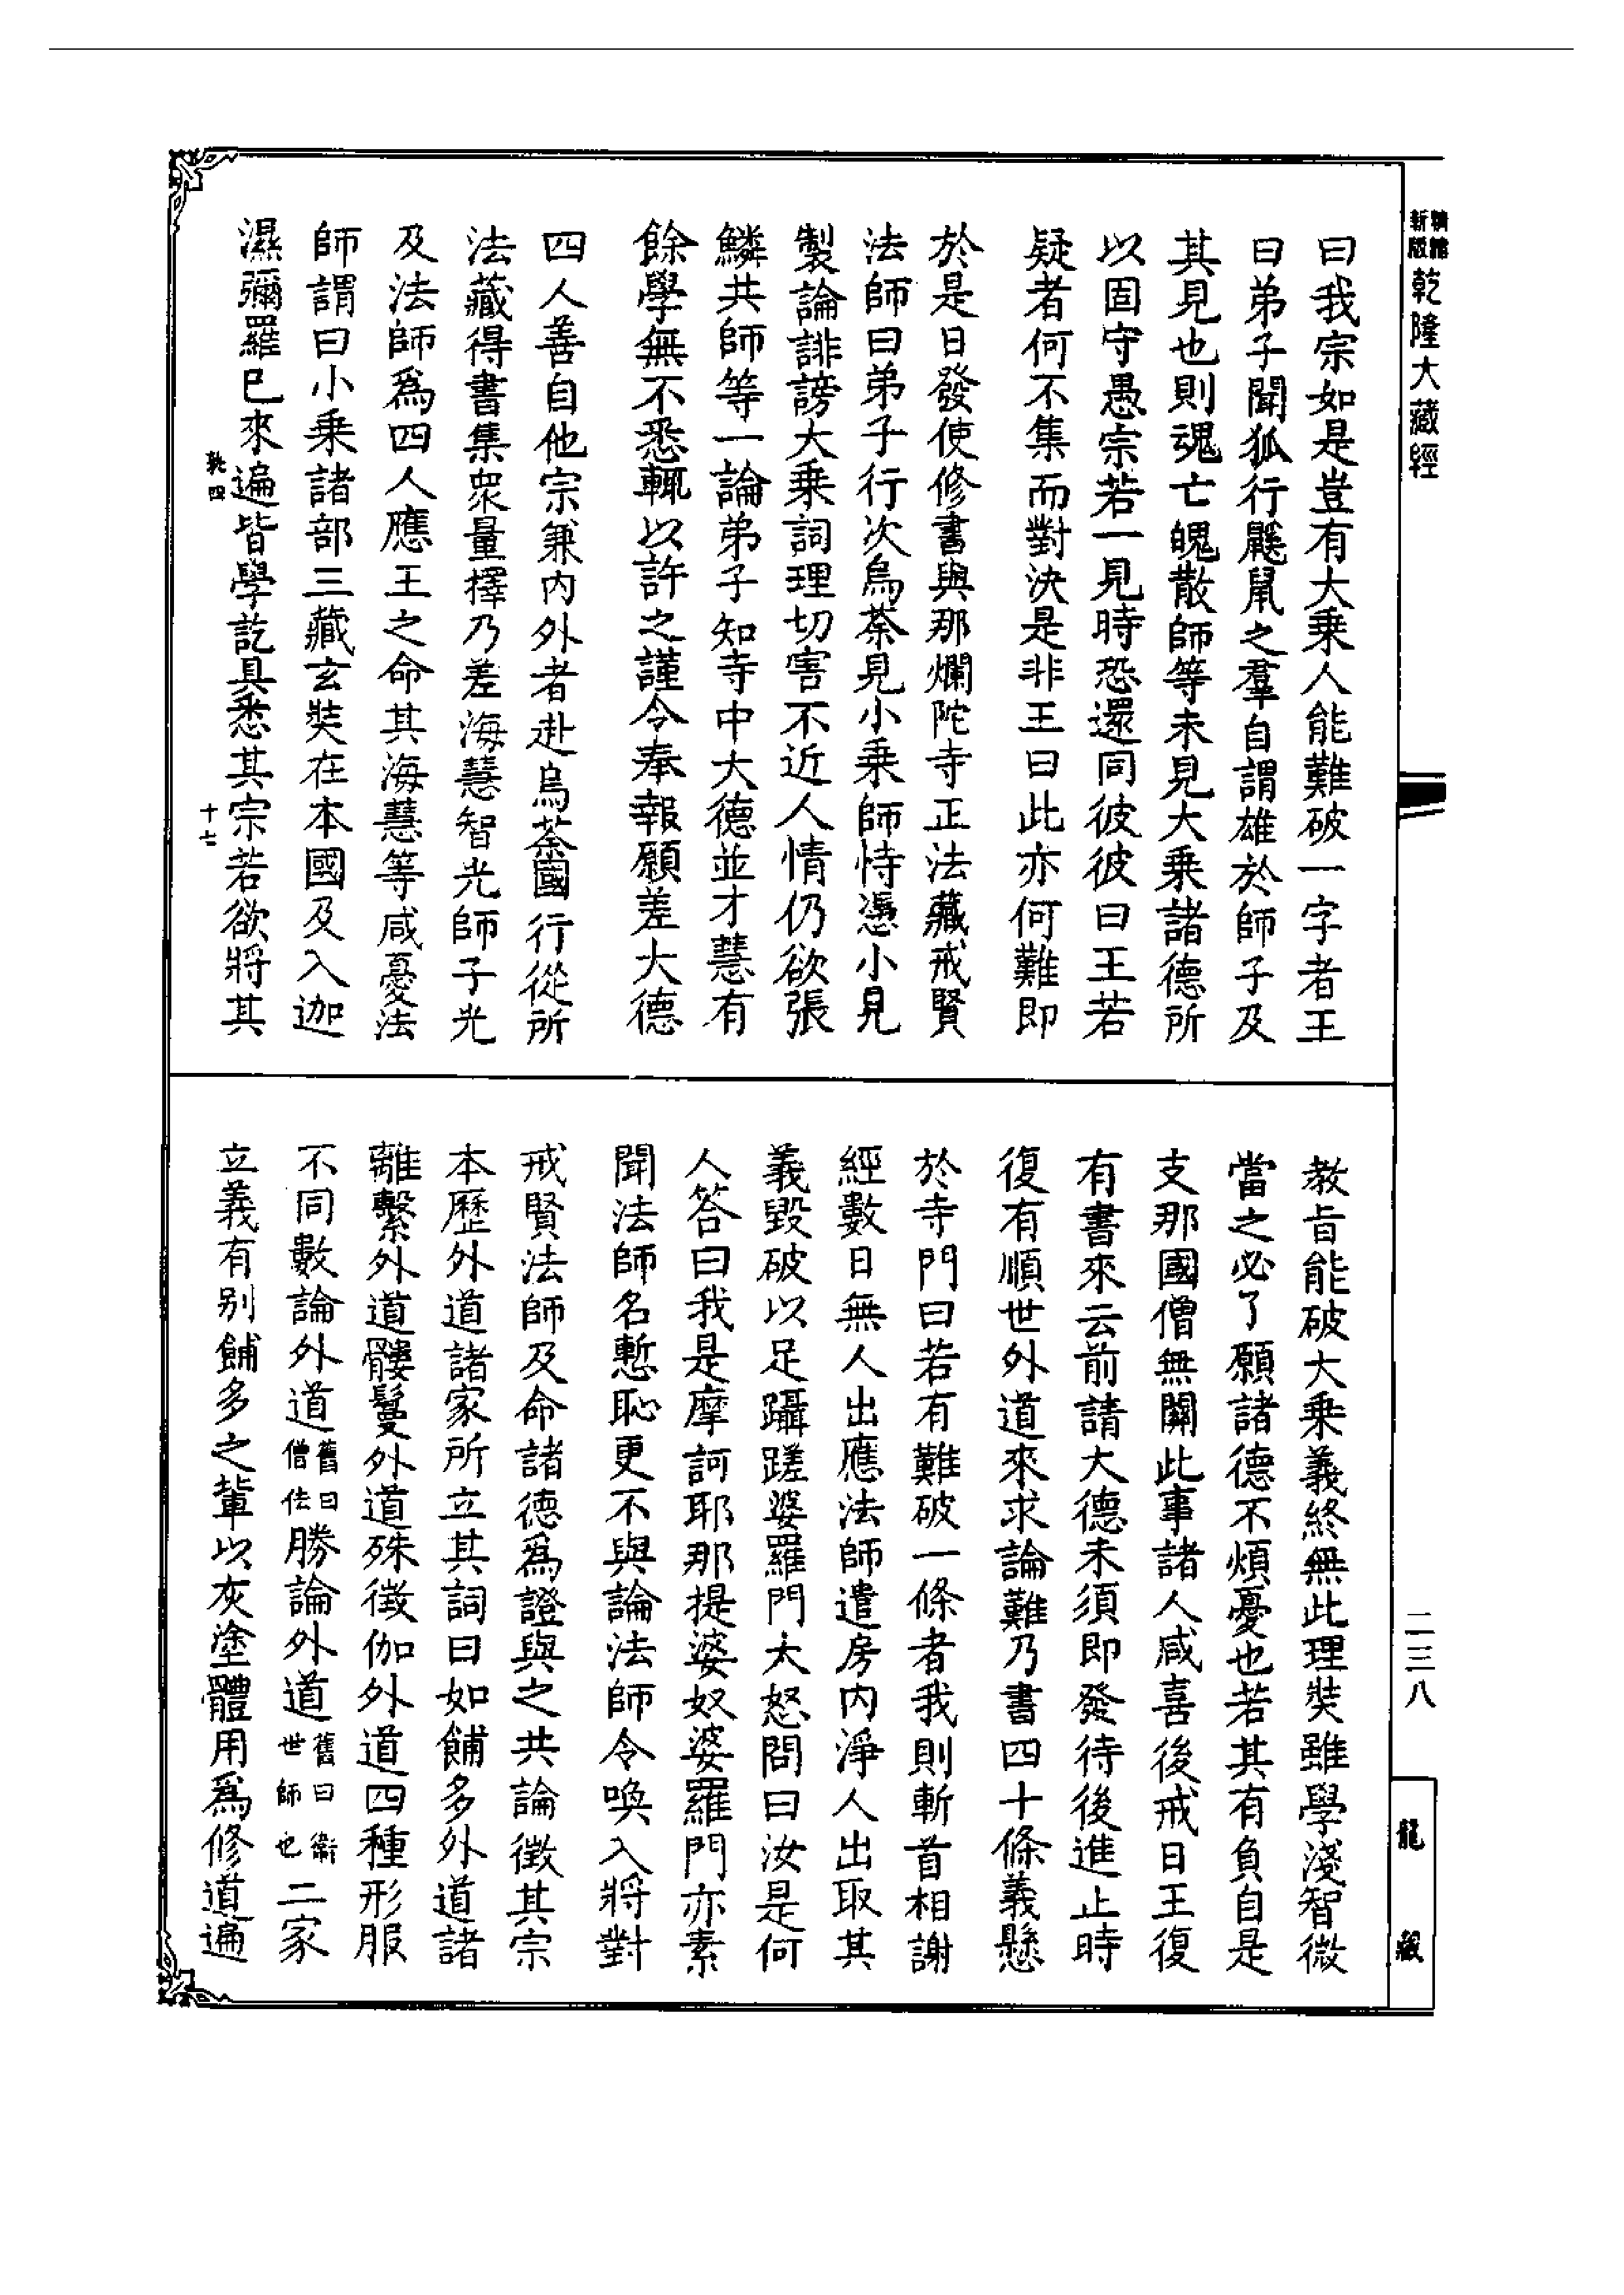 精縮新版乾隆大藏經
二三八
龍藏
曰我宗如是豈有大乘人能難破一字者王
曰弟子聞狐行鼷鼠之羣自謂雄於師子及
其見也則魂亡魄散師等未見大乘諸德所
以固守愚宗若一見時恐還同彼彼曰王若
疑者何不集而對決是非王曰此亦何難即
於是日發使修書與那爛陀寺正法藏戒賢
法師曰弟子行次烏荼見小乘師恃憑小見
製論誹謗大乘詞理切害不近人情仍欲張
鱗共師等一論弟子知寺中大德並才慧有
餘學無不悉輒以許之謹令奉報願差大德
四人善自他宗兼內外者赴烏荼國行從所
法藏得書集眾量擇乃差海慧智光師子光
及法師為四人應王之命其海慧等咸憂法
師謂曰小乘諸部三藏玄奘在本國及入迦
濕彌羅已來遍皆學訖具悉其宗若欲將其
乾四
十七
教旨能破大乘義終無此理奘雖學淺智微
當之必了願諸德不煩憂也若其有負自是
支那國僧無關此事諸人咸喜後戒日王復
有書來云前請大德未須即發待後進止時
復有順世外道來求論難乃書四十條義懸
於寺門曰若有難破一條者我則斬首相謝
經數日無人出應法師遣房內淨人出取其
義毀破以足躡蹉婆羅門大怒問曰汝是何
人答曰我是摩訶耶那提婆奴婆羅門亦素
聞法師名慙恥更不與論法師令喚入將對
戒賢法師及命諸德為證與之共論徵其宗
本歷外道諸家所立其詞曰如餔多外道諸
離繫外道髏鬘外道殊徵伽外道四種形服
不同數論外道舊曰僧佉勝論外道舊曰衛世師也二家
立義有別餔多之輩以灰塗體用為修道遍